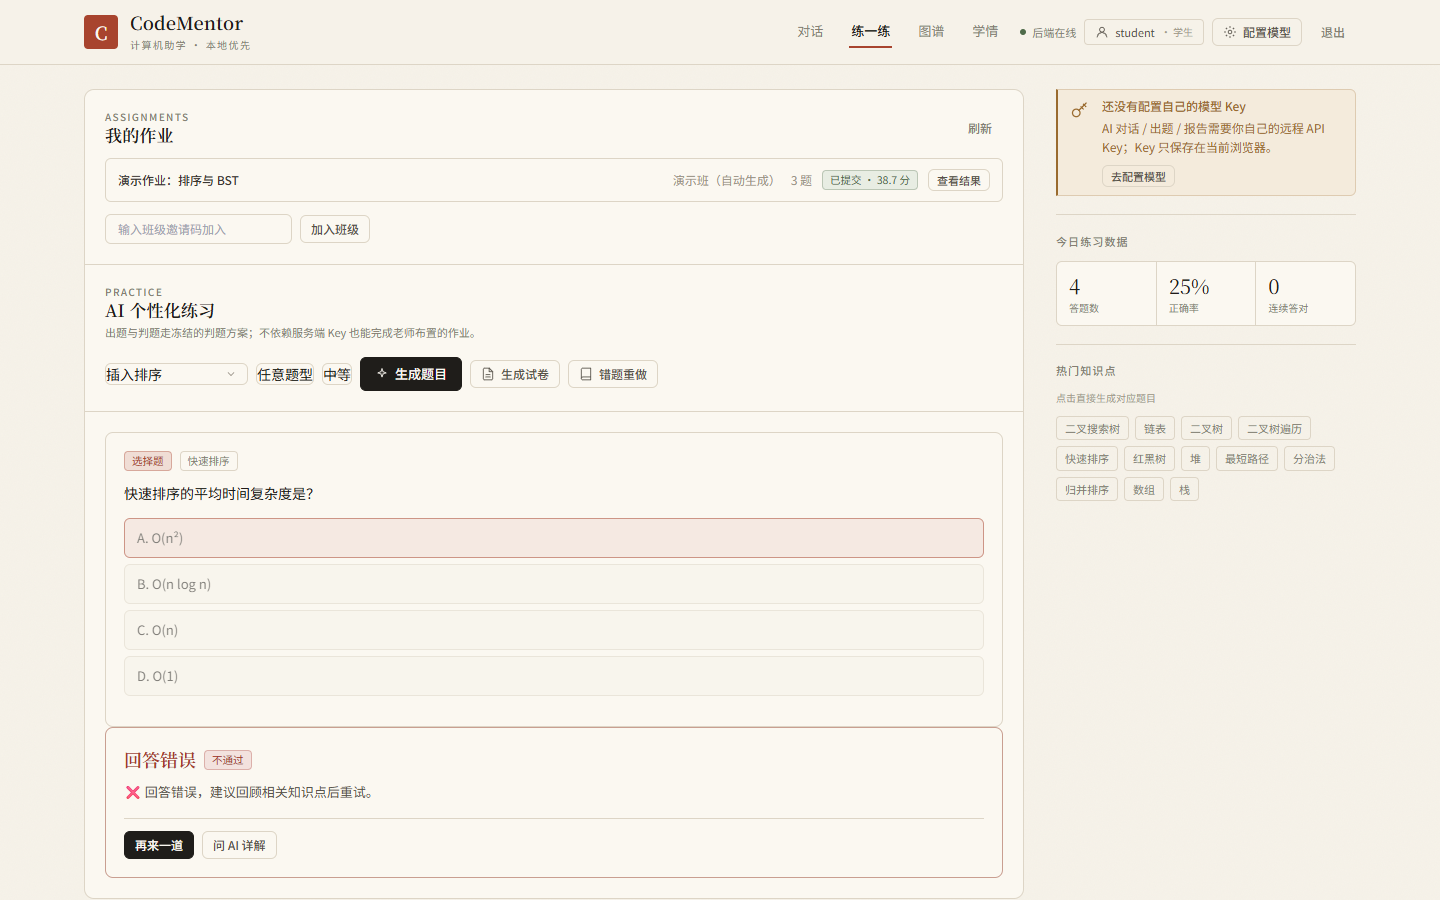 C
CodeMentor
计算机助学 · 本地优先
对话
练一练
图谱
学情
后端在线
student · 学生
配置模型
退出
ASSIGNMENTS
我的作业
刷新
演示作业：排序与 BST
演示班（自动生成） 3 题 已提交 · 38.7 分 查看结果
输入班级邀请码加入
加入班级
PRACTICE
AI 个性化练习
出题与判题走冻结的判题方案；不依赖服务端 Key 也能完成老师布置的作业。
插入排序
任意题型
中等
生成题目
生成试卷
错题重做
选择题
快速排序
快速排序的平均时间复杂度是?
A. O(n²)
B. O(n log n)
C. O(n)
D. O(1)
回答错误 不通过
❌ 回答错误，建议回顾相关知识点后重试。
再来一道
问 AI 详解
还没有配置自己的模型 Key
AI 对话 / 出题 / 报告需要你自己的远程 API
Key；Key 只保存在当前浏览器。
去配置模型
今日练习数据
4
答题数
25%
正确率
0
连续答对
热门知识点
点击直接生成对应题目
二叉搜索树 链表 二叉树 二叉树遍历
快速排序 红黑树 堆 最短路径 分治法
归并排序 数组 栈